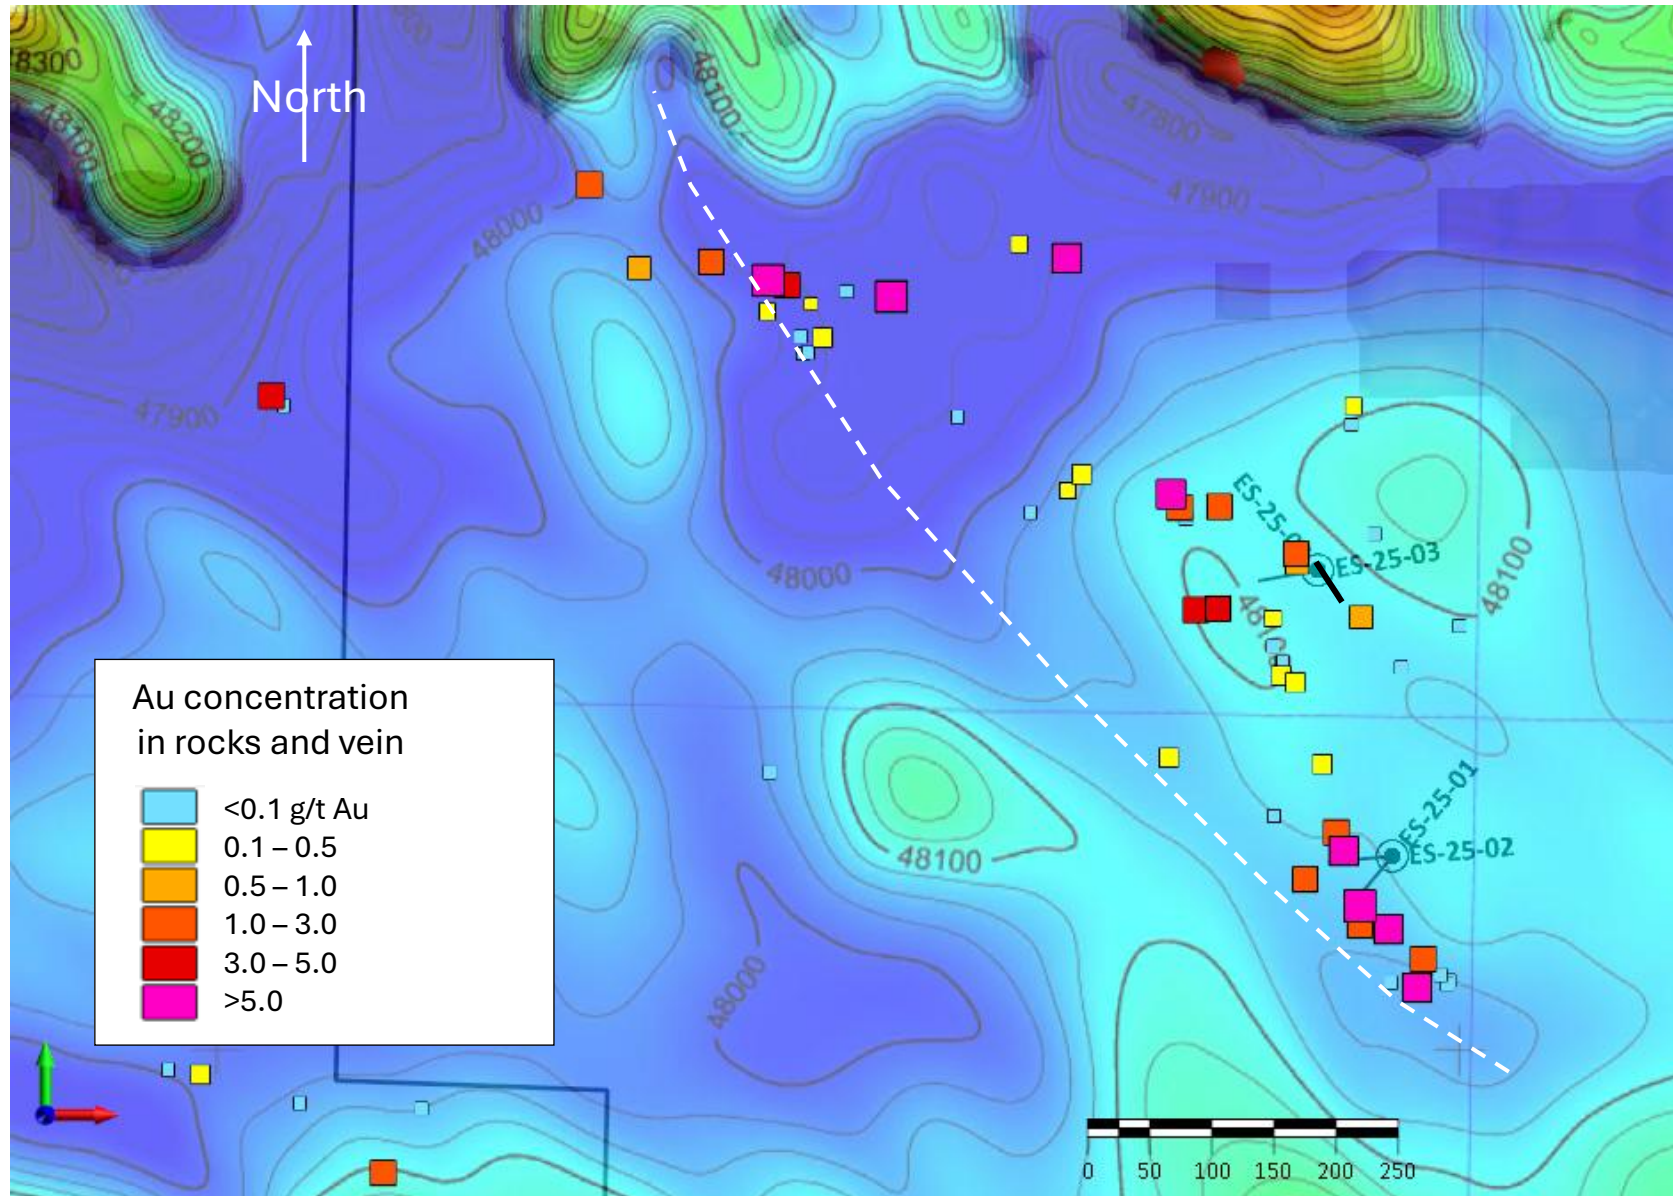 48300
48100
48200
North
48100
47800
47900
48000
47900
48000
ES-25-03
48100
48100
ES-25-01
ES-25-02
48000
Au concentration
in rocks and vein
<0.1 g/t Au
0.1 – 0.5
0.5 – 1.0
1.0 – 3.0
3.0 – 5.0
>5.0
0 50 100 150 200 250